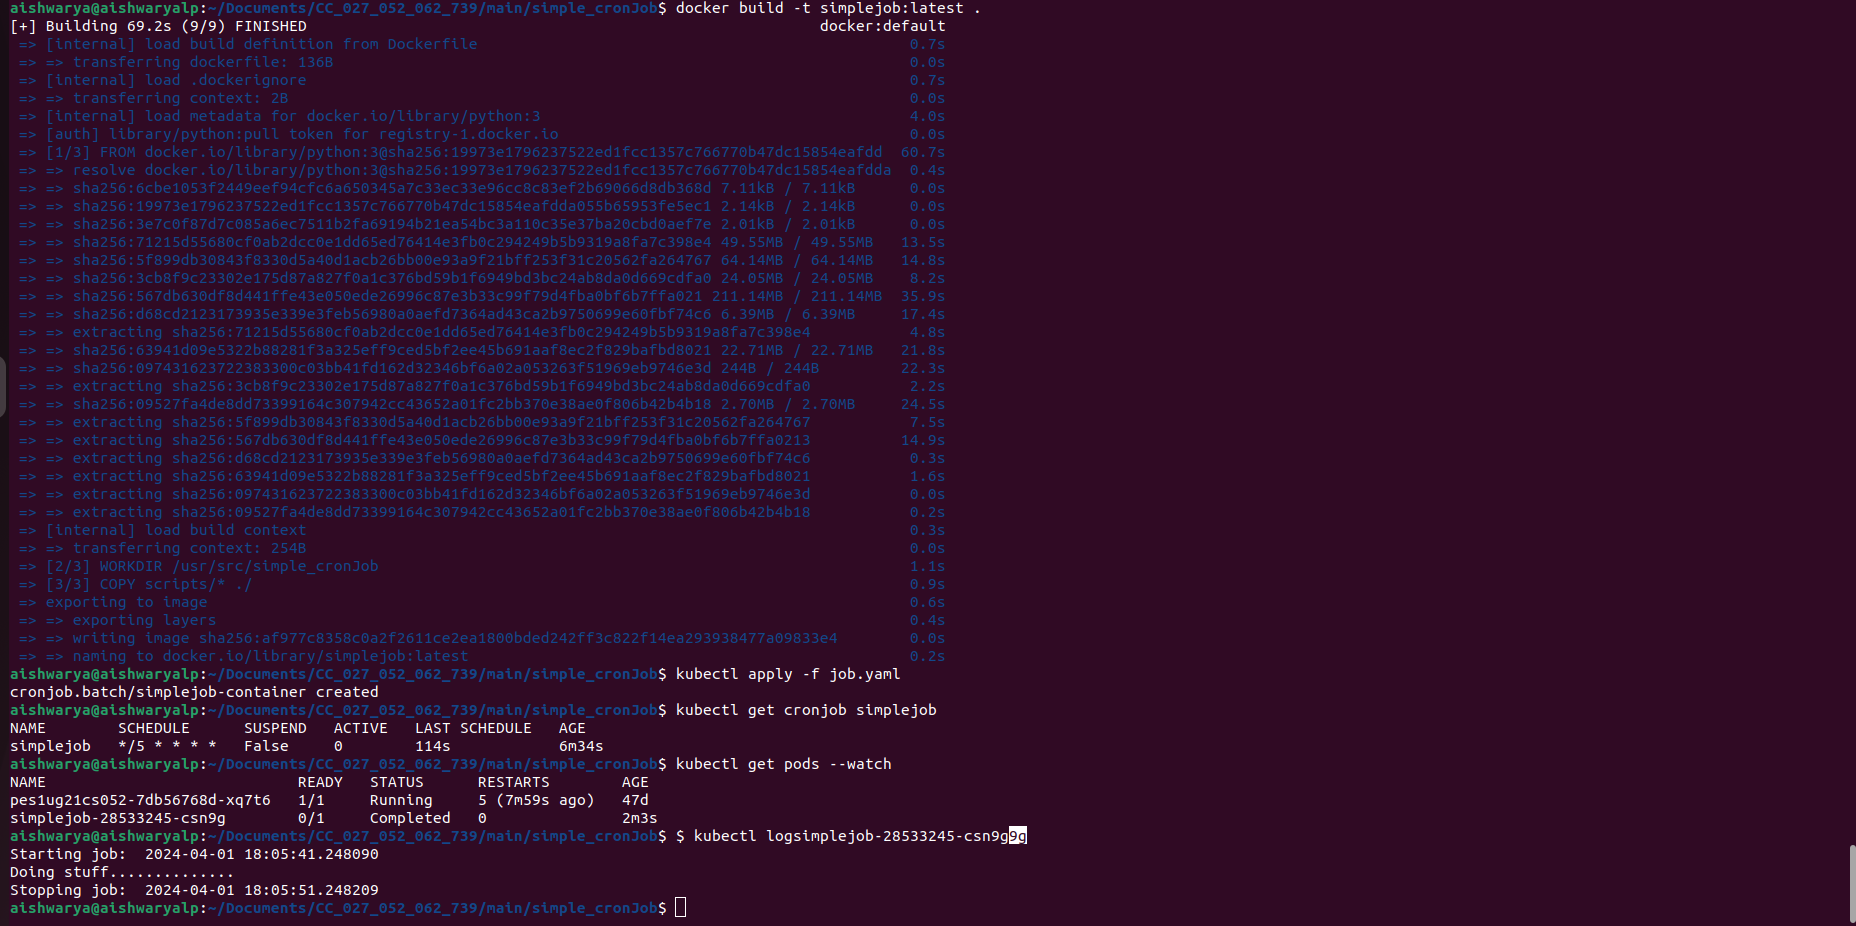 aishwarya@aishwaryalp:~/Documents/CC_027_052_062_739/main/simple_cronJob$ docker build -t simplejob:latest .
[+] Building 69.2s (9/9) FINISHED docker:default
=> [internal] load build definition from Dockerfile 0.7s
=> => transferring dockerfile: 136B 0.0s
=> [internal] load .dockerignore 0.7s
=> => transferring context: 2B 0.0s
=> [internal] load metadata for docker.io/library/python:3 4.0s
=> [auth] library/python:pull token for registry-1.docker.io 0.0s
=> [1/3] FROM docker.io/library/python:3@sha256:19973e1796237522ed1fcc1357c766770b47dc15854eafdd 60.7s
=> => resolve docker.io/library/python:3@sha256:19973e1796237522ed1fcc1357c766770b47dc15854eafdda 0.4s
=> => sha256:6cbe1053f2449eef94cfc6a650345a7c33ec33e96cc8c83ef2b69066d8db368d 7.11kB / 7.11kB 0.0s
=> => sha256:19973e1796237522ed1fcc1357c766770b47dc15854eafdda055b65953fe5ec1 2.14kB / 2.14kB 0.0s
=> => sha256:3e7c0f87d7c085a6ec7511b2fa69194b21ea54bc3a110c35e37ba20cbd0aef7e 2.01kB / 2.01kB 0.0s
=> => sha256:71215d55680cf0ab2dcc0e1dd65ed76414e3fb0c294249b5b9319a8fa7c398e4 49.55MB / 49.55MB 13.5s
=> => sha256:5f899db30843f8330d5a40d1acb26bb00e93a9f21bff253f31c20562fa264767 64.14MB / 64.14MB 14.8s
=> => sha256:3cb8f9c23302e175d87a827f0a1c376bd59b1f6949bd3bc24ab8da0d669cdfa0 24.05MB / 24.05MB 8.2s
=> => sha256:567db630df8d441ffe43e050ede26996c87e3b33c99f79d4fba0bf6b7ffa021 211.14MB / 211.14MB 35.9s
=> => sha256:d68cd2123173935e339e3feb56980a0aefd7364ad43ca2b9750699e60fbf74c6 6.39MB / 6.39MB 17.4s
=> => extracting sha256:71215d55680cf0ab2dcc0e1dd65ed76414e3fb0c294249b5b9319a8fa7c398e4 4.8s
=> => sha256:63941d09e5322b88281f3a325eff9ced5bf2ee45b691aaf8ec2f829bafbd8021 22.71MB / 22.71MB 21.8s
=> => sha256:097431623722383300c03bb41fd162d32346bf6a02a053263f51969eb9746e3d 244B / 244B 22.3s
=> => extracting sha256:3cb8f9c23302e175d87a827f0a1c376bd59b1f6949bd3bc24ab8da0d669cdfa0 2.2s
=> => sha256:09527fa4de8dd73399164c307942cc43652a01fc2bb370e38ae0f806b42b4b18 2.70MB / 2.70MB 24.5s
=> => extracting sha256:5f899db30843f8330d5a40d1acb26bb00e93a9f21bff253f31c20562fa264767 7.5s
=> => extracting sha256:567db630df8d441ffe43e050ede26996c87e3b33c99f79d4fba0bf6b7ffa0213 14.9s
=> => extracting sha256:d68cd2123173935e339e3feb56980a0aefd7364ad43ca2b9750699e60fbf74c6 0.3s
=> => extracting sha256:63941d09e5322b88281f3a325eff9ced5bf2ee45b691aaf8ec2f829bafbd8021 1.6s
=> => extracting sha256:097431623722383300c03bb41fd162d32346bf6a02a053263f51969eb9746e3d 0.0s
=> => extracting sha256:09527fa4de8dd73399164c307942cc43652a01fc2bb370e38ae0f806b42b4b18 0.2s
=> [internal] load build context 0.3s
=> => transferring context: 254B 0.0s
=> [2/3] WORKDIR /usr/src/simple_cronJob 1.1s
=> [3/3] COPY scripts/* ./ 0.9s
=> exporting to image 0.6s
=> => exporting layers 0.4s
=> => writing image sha256:af977c8358c0a2f2611ce2ea1800bded242ff3c822f14ea293938477a09833e4 0.0s
=> => naming to docker.io/library/simplejob:latest 0.2s
aishwarya@aishwaryalp:~/Documents/CC_027_052_062_739/main/simple_cronJob$ kubectl apply -f job.yaml
cronjob.batch/simplejob-container created
aishwarya@aishwaryalp:~/Documents/CC_027_052_062_739/main/simple_cronJob$ kubectl get cronjob simplejob
NAME SCHEDULE SUSPEND ACTIVE LAST SCHEDULE AGE
simplejob */5 * * * * False 0 114s 6m34s
aishwarya@aishwaryalp:~/Documents/CC_027_052_062_739/main/simple_cronJob$ kubectl get pods --watch
NAME READY STATUS RESTARTS AGE
pes1ug21cs052-7db56768d-xq7t6 1/1 Running 5 (7m59s ago) 47d
simplejob-28533245-csn9g 0/1 Completed 0 2m3s
aishwarya@aishwaryalp:~/Documents/CC_027_052_062_739/main/simple_cronJob$ $ kubectl logsimplejob-28533245-csn9g9g
Starting job: 2024-04-01 18:05:41.248090
Doing stuff..............
Stopping job: 2024-04-01 18:05:51.248209
aishwarya@aishwaryalp:~/Documents/CC_027_052_062_739/main/simple_cronJob$